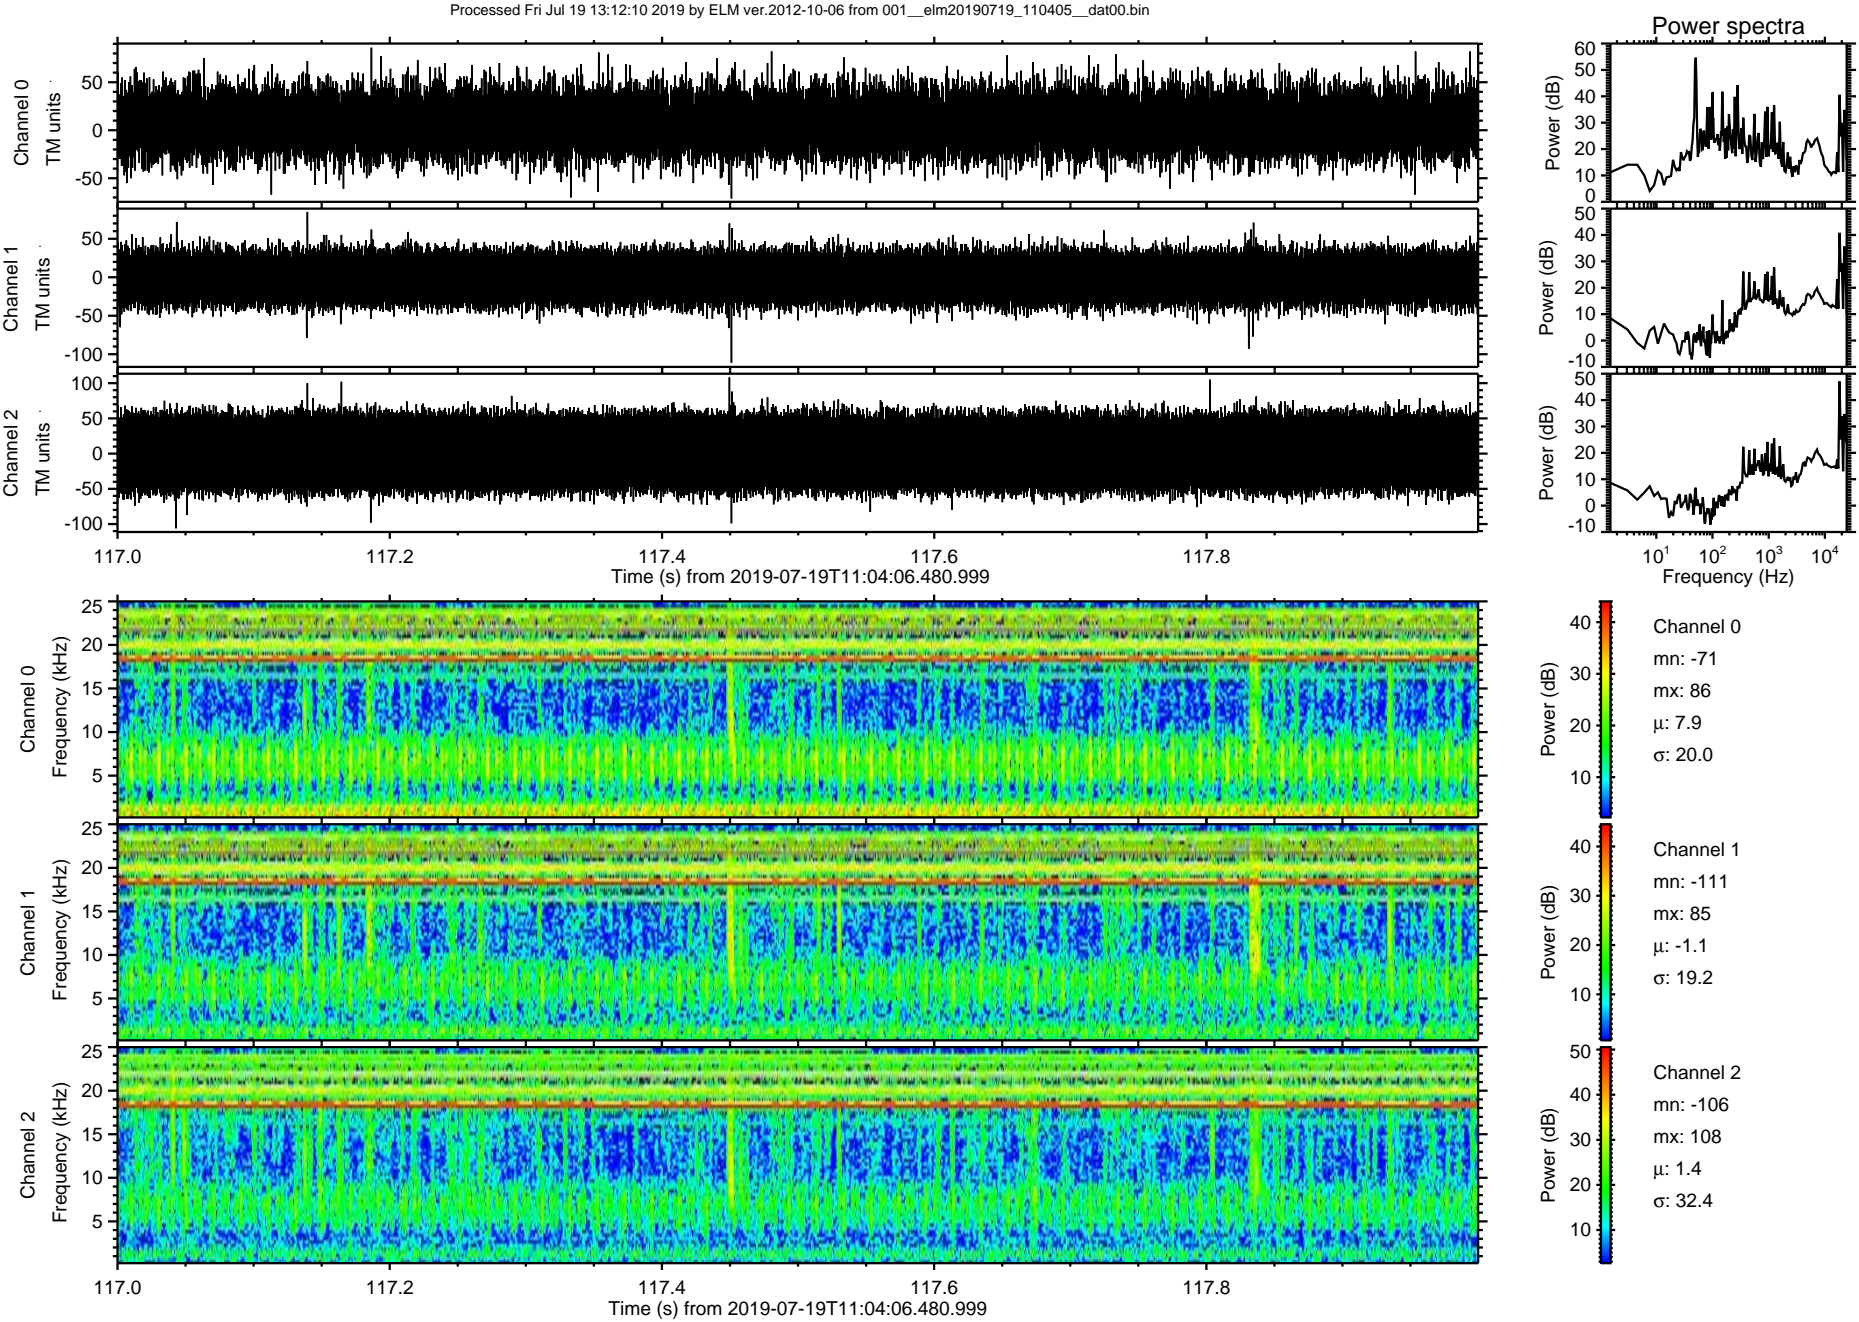 Processed Fri Jul 19 13:12:10 2019 by ELM ver.2012-10-06 from 001__elm20190719_110405__dat00.bin
Power spectra
Channel 0
TM units
50
0
-50
Power (dB)
60
50
40
30
20
10
0
Channel 1
TM units
50
0
-50
-100
Power (dB)
50
40
30
20
10
0
-10
Channel 2
TM units
100
50
0
-50
-100
Power (dB)
50
40
30
20
10
0
-10
117.0 117.2 117.4 117.6 117.8
Time (s) from 2019-07-19T11:04:06.480.999
10^1 10^2 10^3 10^4
Frequency (Hz)
Channel 0
Frequency (kHz)
25
20
15
10
5
Power (dB)
40
30
20
10
Channel 0
mn: -71
mx: 86
μ: 7.9
σ: 20.0
Channel 1
Frequency (kHz)
25
20
15
10
5
Power (dB)
40
30
20
10
Channel 1
mn: -111
mx: 85
μ: -1.1
σ: 19.2
Channel 2
Frequency (kHz)
25
20
15
10
5
Power (dB)
50
40
30
20
10
Channel 2
mn: -106
mx: 108
μ: 1.4
σ: 32.4
117.0 117.2 117.4 117.6 117.8
Time (s) from 2019-07-19T11:04:06.480.999